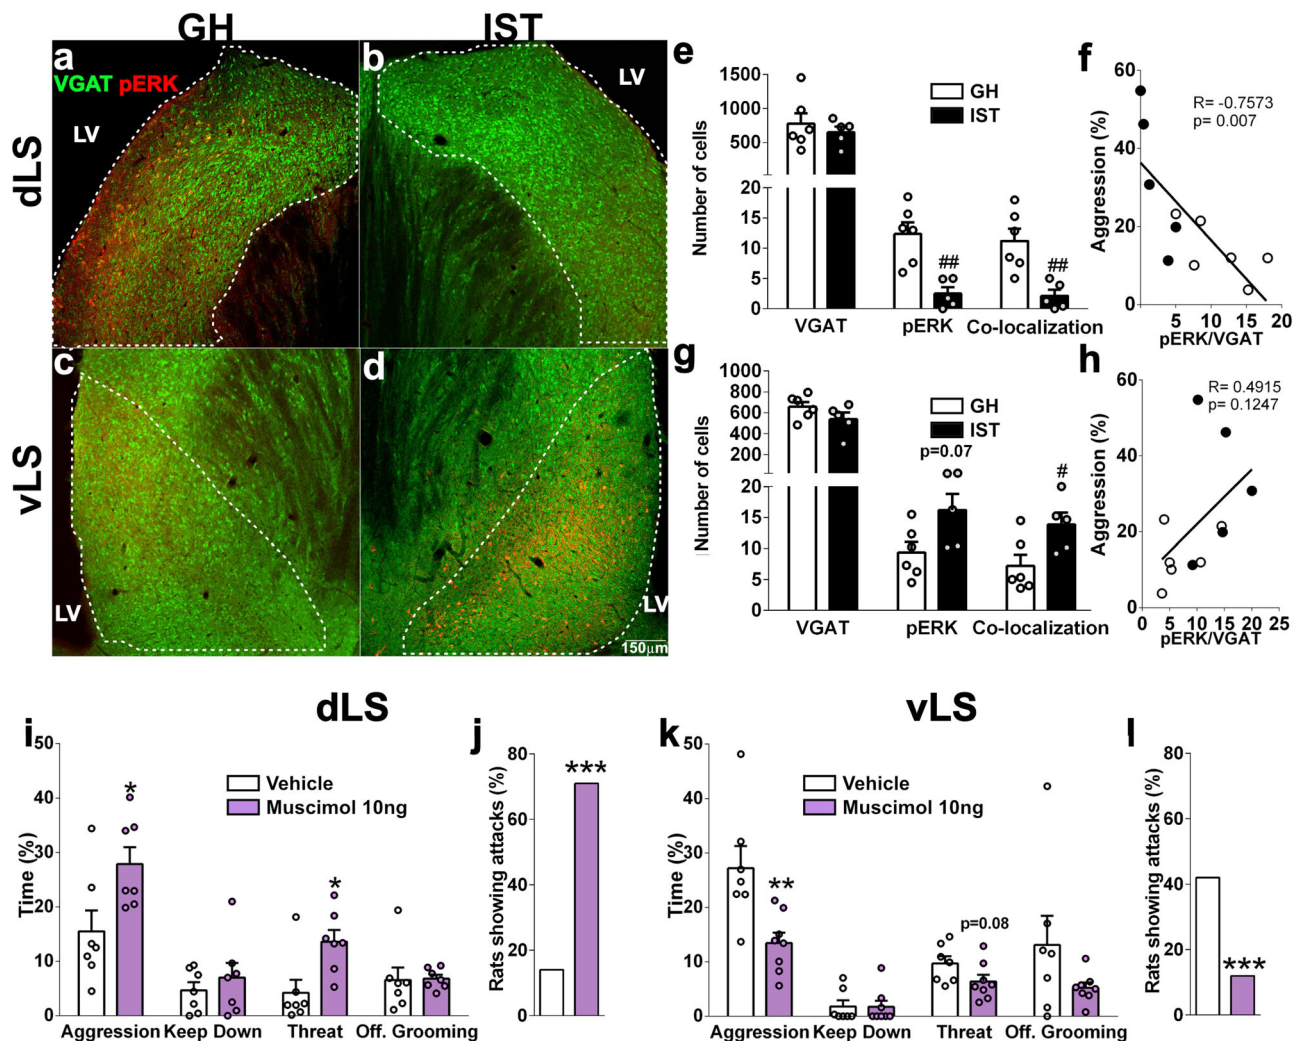 GH
IST
a
VGAT pERK
LV
b
LV
dLS
c
LV
d
LV
150μm
vLS
e
1500
1000
500
20
15
10
5
0
Number of cells
GH
IST
##
##
VGAT
pERK
Co-localization
f
60
40
20
0
Aggression (%)
R= -0.7573
p= 0.007
5 10 15 20
pERK/VGAT
g
1000
800
600
400
200
20
15
10
5
0
Number of cells
GH
IST
p=0.07
#
VGAT
pERK
Co-localization
h
60
40
20
0
Aggression (%)
R= 0.4915
p= 0.1247
0 5 10 15 20 25
pERK/VGAT
dLS
i
50
40
30
20
10
0
Time (%)
Vehicle
Muscimol 10ng
*
*
Aggression Keep Down Threat Off. Grooming
j
80
60
40
20
0
Rats showing attacks (%)
***
vLS
k
50
40
30
20
10
0
Time (%)
Vehicle
Muscimol 10ng
**
p=0.08
Aggression Keep Down Threat Off. Grooming
l
80
60
40
20
0
Rats showing attacks (%)
***